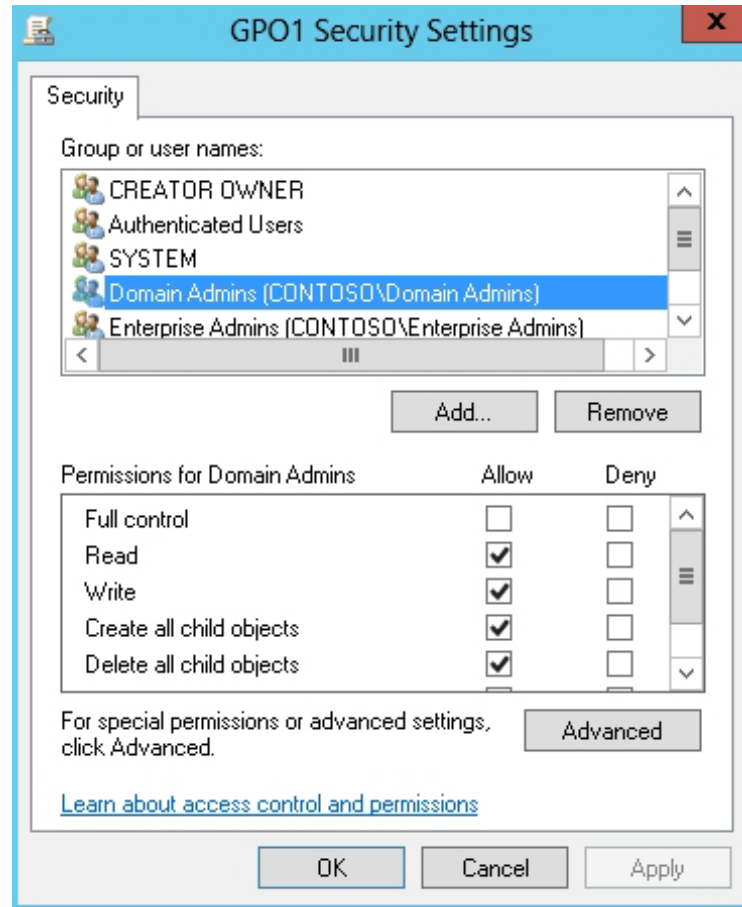 GPO1 Security Settings
X
Security
Group or user names:
CREATOR OWNER
Authenticated Users
SYSTEM
Domain Admins (CONTOSO\Domain Admins)
Enterprise Admins (CONTOSO\Enterprise Admins)
Add... Remove
Permissions for Domain Admins Allow Deny
Full control
Read
Write
Create all child objects
Delete all child objects
For special permissions or advanced settings, Advanced
click Advanced.
Learn about access control and permissions
OK Cancel Apply